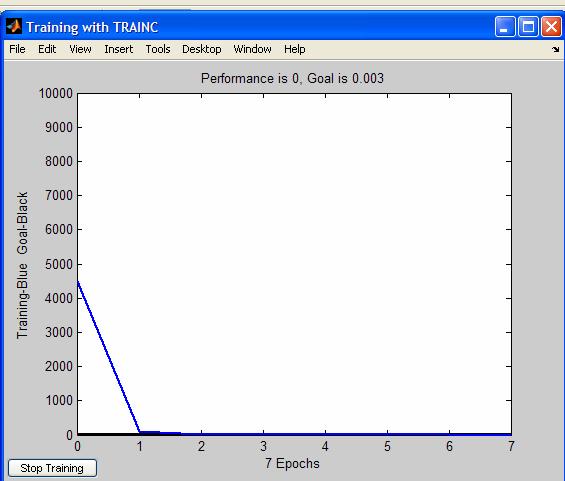 Training with TRAINC
File Edit View Insert Tools Desktop Window Help
Performance is 0, Goal is 0.003
10000
9000
8000
7000
6000
5000
4000
3000
2000
1000
0
Training-Blue Goal-Black
0 1 2 3 4 5 6 7
7 Epochs
Stop Training